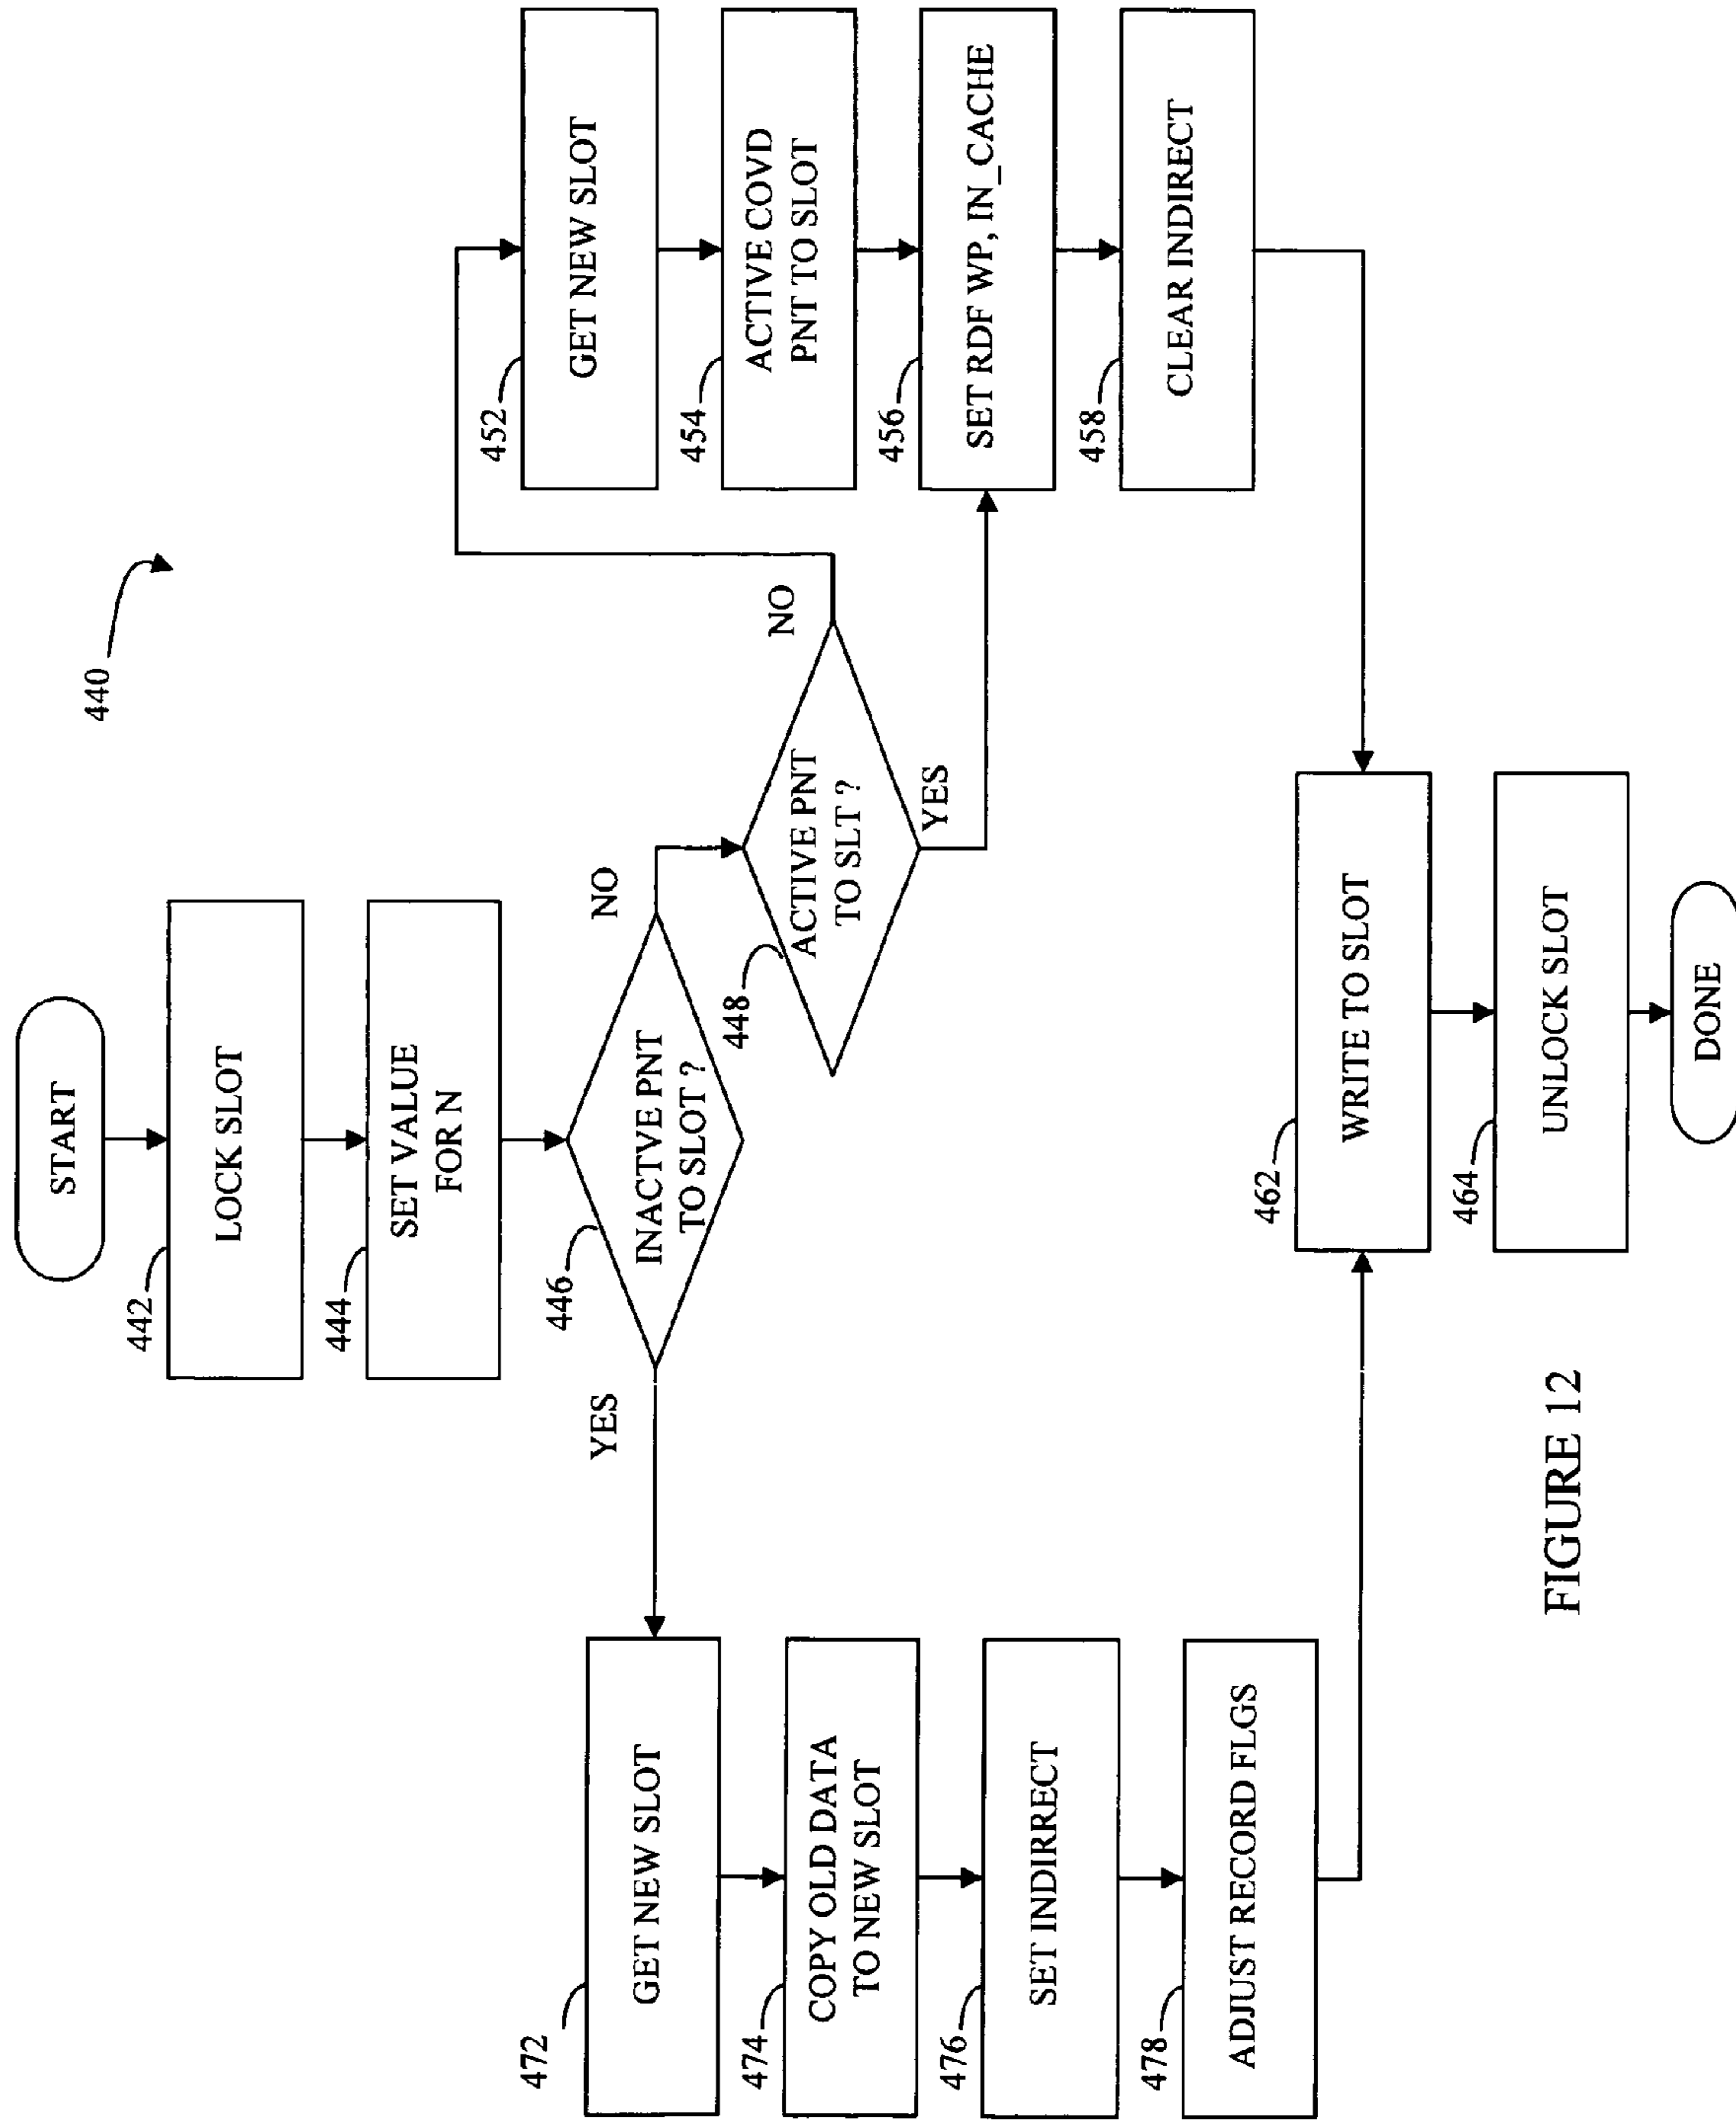 440
START
442
LOCK SLOT
444
SET VALUE
FOR N
446
INACTVE PNT
TO SLOT ?
YES
NO
448
ACTIVE PNT
TO SLT ?
NO
YES
452
GET NEW SLOT
454
ACTIVE COVD
PNT TO SLOT
456
SET RDF WP, IN_CACHE
458
CLEAR INDIRECT
472
GET NEW SLOT
474
COPY OLD DATA
TO NEW SLOT
476
SET INDIRRECT
478
ADJUST RECORD FLGS
462
WRITE TO SLOT
464
UNLOCK SLOT
DONE
FIGURE 12